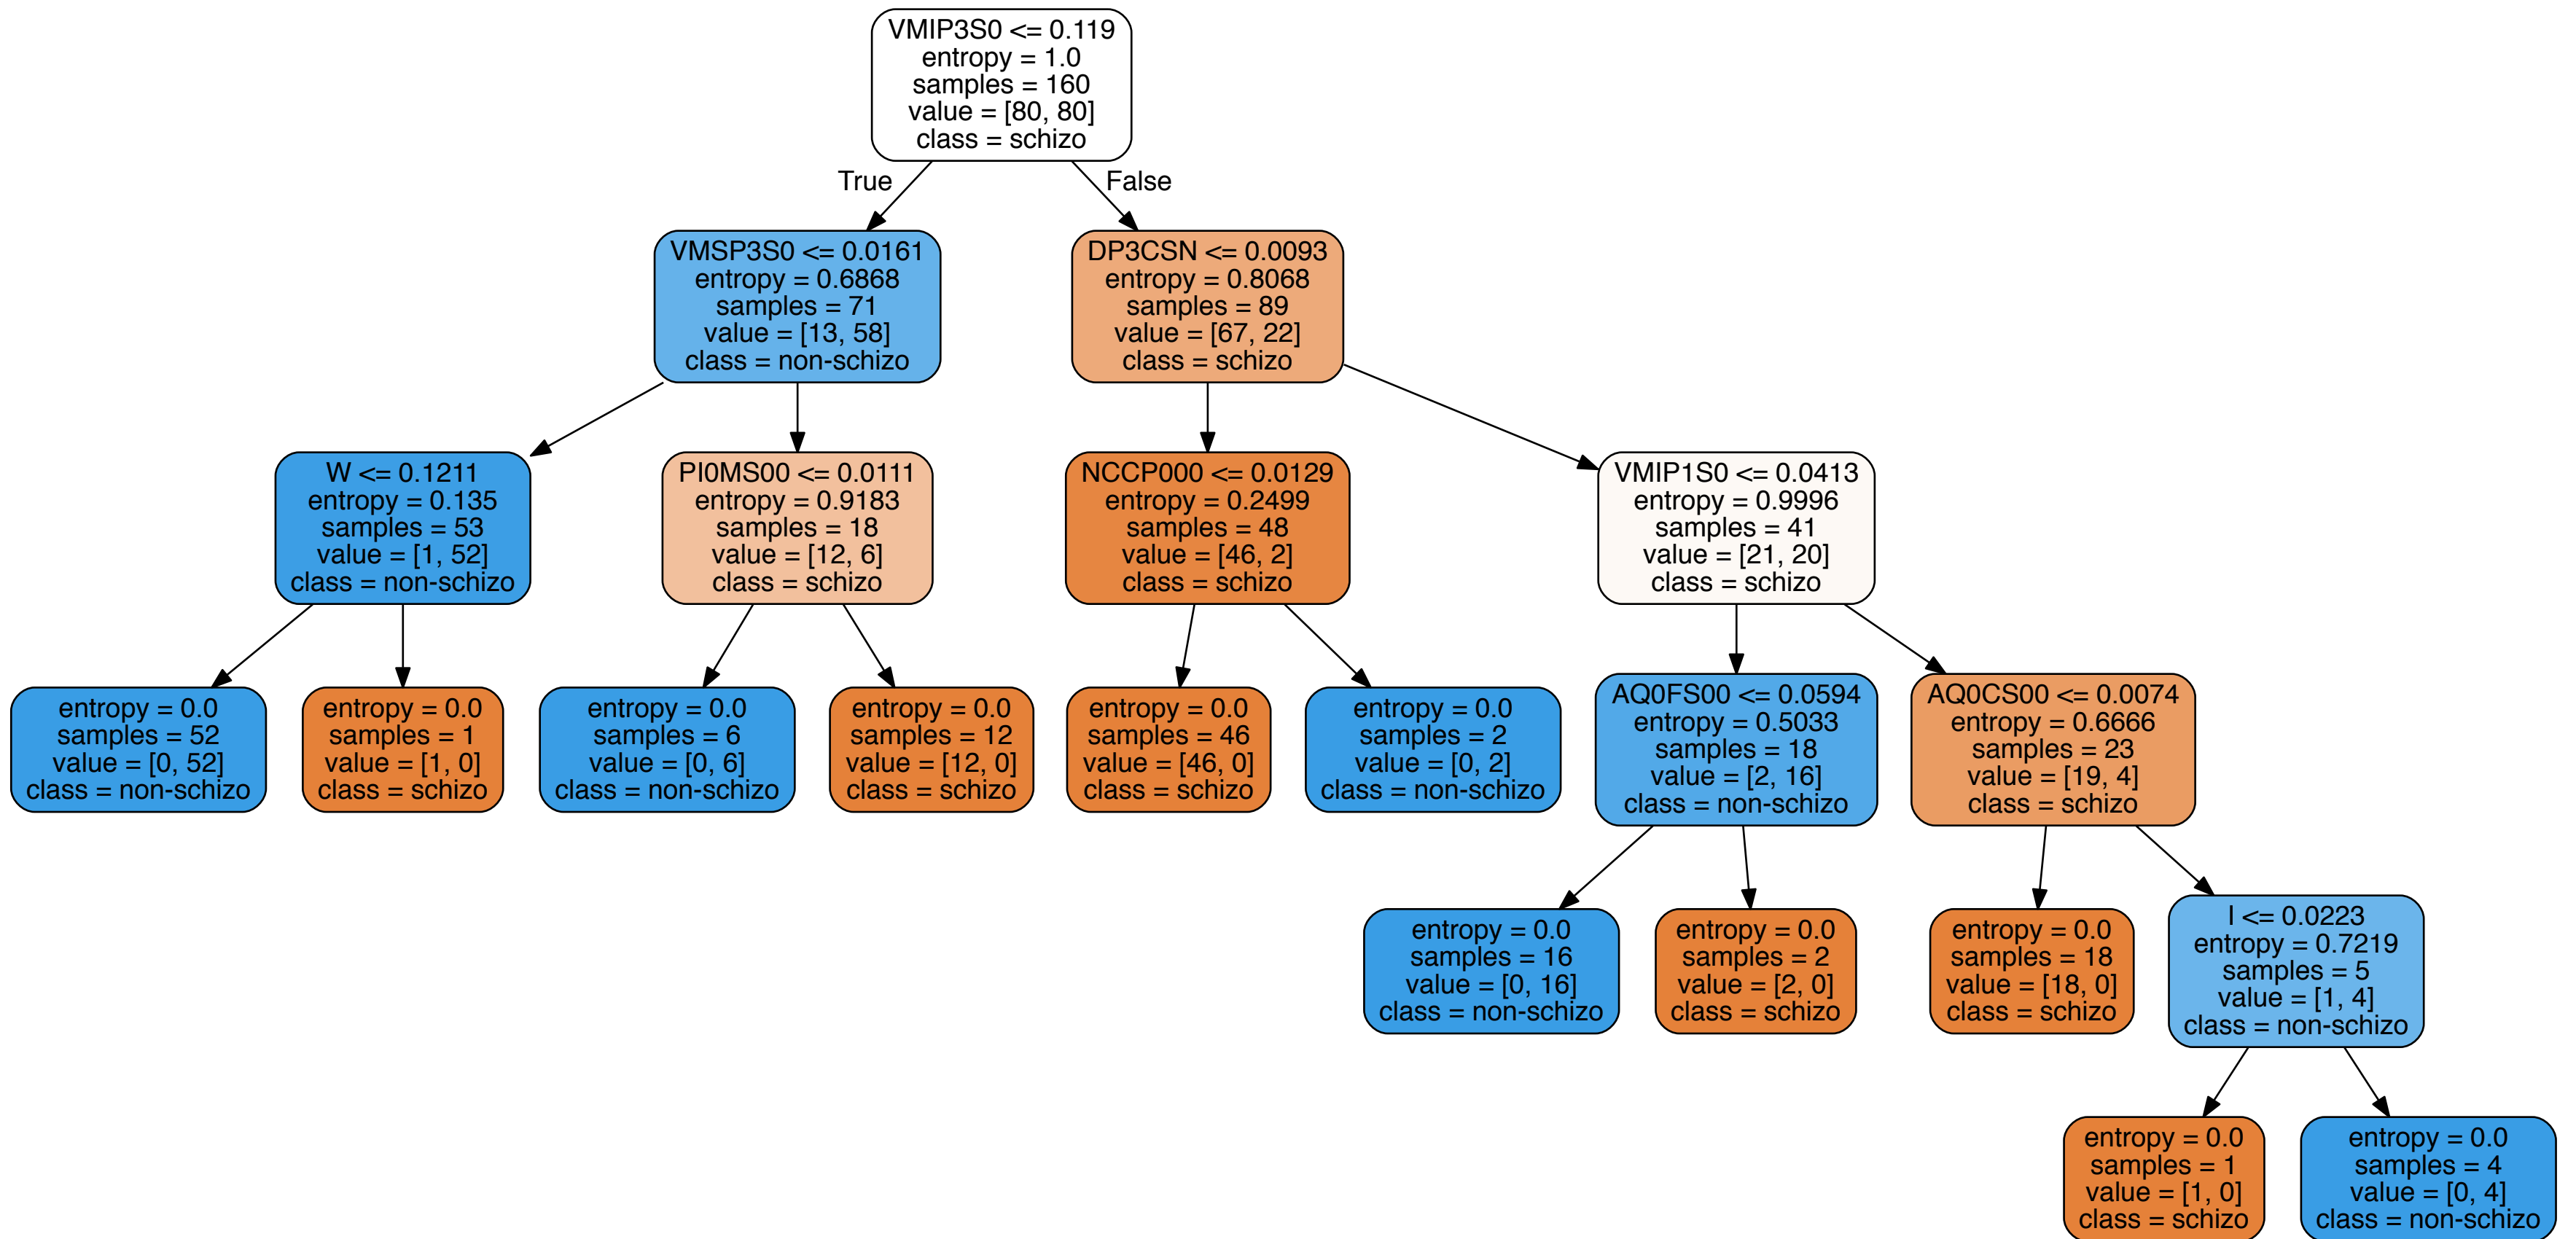 VMIP3S0 <= 0.119
entropy = 1.0
samples = 160
value = [80, 80]
class = schizo
True
False
VMSP3S0 <= 0.0161
entropy = 0.6868
samples = 71
value = [13, 58]
class = non-schizo
DP3CSN <= 0.0093
entropy = 0.8068
samples = 89
value = [67, 22]
class = schizo
W <= 0.1211
entropy = 0.135
samples = 53
value = [1, 52]
class = non-schizo
PI0MS00 <= 0.0111
entropy = 0.9183
samples = 18
value = [12, 6]
class = schizo
NCCP000 <= 0.0129
entropy = 0.2499
samples = 48
value = [46, 2]
class = schizo
VMIP1S0 <= 0.0413
entropy = 0.9996
samples = 41
value = [21, 20]
class = schizo
entropy = 0.0
samples = 52
value = [0, 52]
class = non-schizo
entropy = 0.0
samples = 1
value = [1, 0]
class = schizo
entropy = 0.0
samples = 6
value = [0, 6]
class = non-schizo
entropy = 0.0
samples = 12
value = [12, 0]
class = schizo
entropy = 0.0
samples = 46
value = [46, 0]
class = schizo
entropy = 0.0
samples = 2
value = [0, 2]
class = non-schizo
AQ0FS00 <= 0.0594
entropy = 0.5033
samples = 18
value = [2, 16]
class = non-schizo
AQ0CS00 <= 0.0074
entropy = 0.6666
samples = 23
value = [19, 4]
class = schizo
entropy = 0.0
samples = 16
value = [0, 16]
class = non-schizo
entropy = 0.0
samples = 2
value = [2, 0]
class = schizo
entropy = 0.0
samples = 18
value = [18, 0]
class = schizo
I <= 0.0223
entropy = 0.7219
samples = 5
value = [1, 4]
class = non-schizo
entropy = 0.0
samples = 1
value = [1, 0]
class = schizo
entropy = 0.0
samples = 4
value = [0, 4]
class = non-schizo